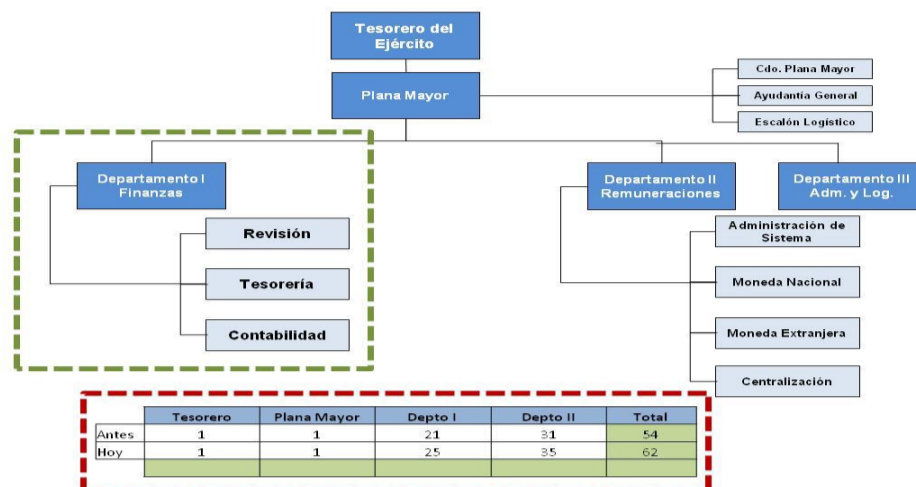 Tesorero del
Ejército
Plana Mayor
Cdo. Plana Mayor
Ayudantía General
Escalón Logístico
Departamento I
Finanzas
Revisión
Tesorería
Contabilidad
Departamento II
Remuneraciones
Departamento III
Adm. y Log.
Administración de
Sistema
Moneda Nacional
Moneda Extranjera
Centralización
Tesorero Plana Mayor Depto I Depto II Total
Antes 1 1 21 31 54
Hoy 1 1 25 35 62